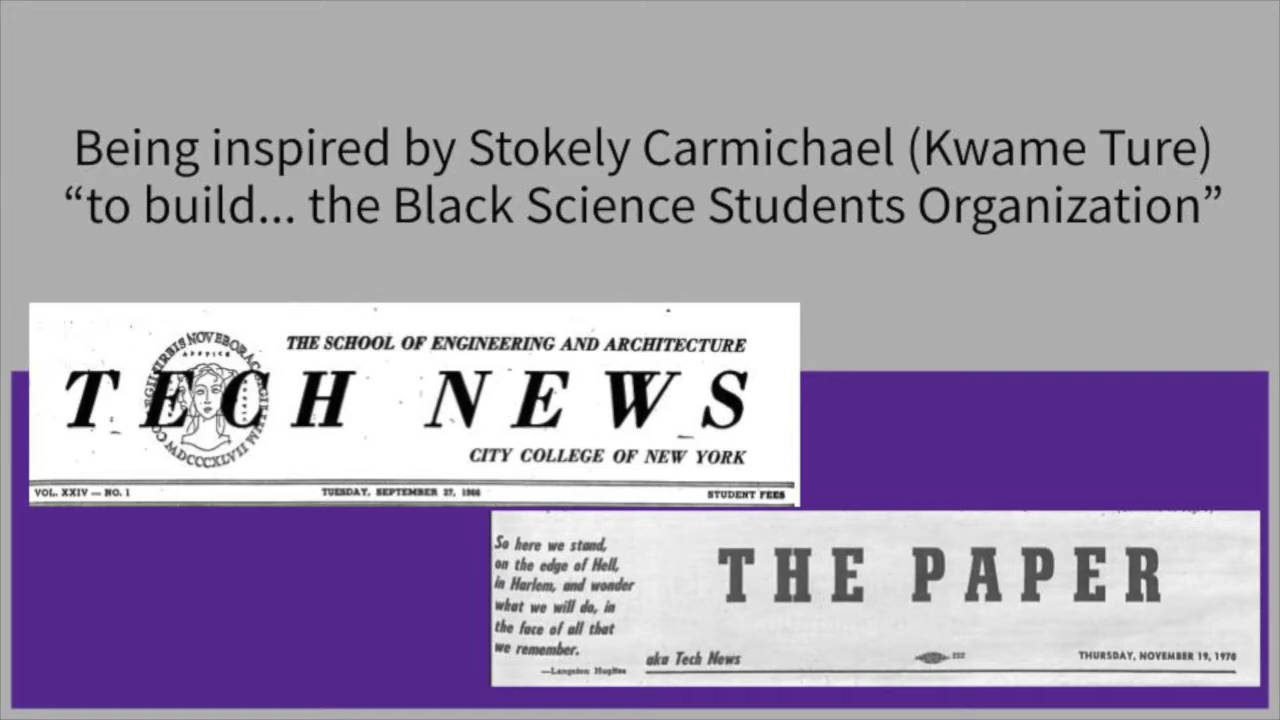 Being inspired by Stokely Carmichael (Kwame Ture)
“to build... the Black Science Students Organization”
THE SCHOOL OF ENGINEERING AND ARCHITECTURE
TECH NEWS
CITY COLLEGE OF NEW YORK
VOL. XXIV — NO. 1 TUESDAY, SEPTEMBER 27, 1966 STUDENT FEES
So here we stand,
on the edge of Hell,
in Harlem, and wonder
what we will do, in
the face of all that
we remember.
—Langston Hughes
THE PAPER
aka Tech News
THURSDAY, NOVEMBER 19, 1970